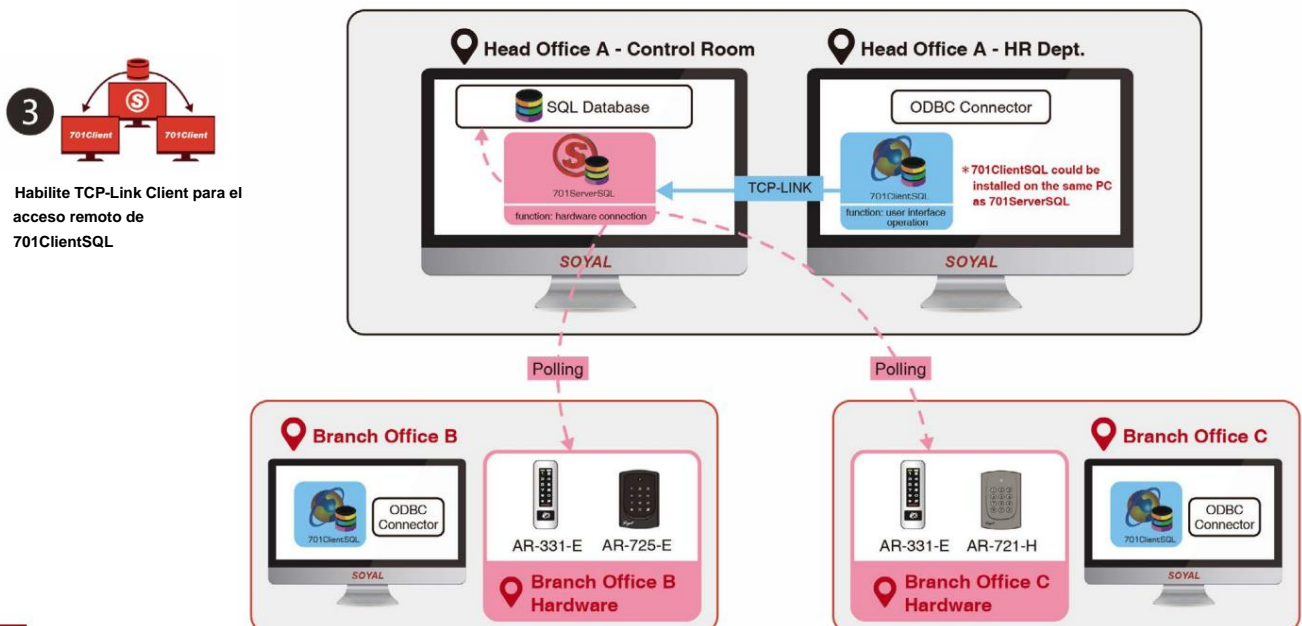 3
701Client
701Client
Habilite TCP-Link Client para el
acceso remoto de
701ClientSQL
Head Office A - Control Room
SQL Database
701ServerSQL
function: hardware connection
SOYAL
TCP-LINK
Head Office A - HR Dept.
ODBC Connector
701ClientSQL
function: user interface
operation
* 701ClientSQL could be
installed on the same PC
as 701ServerSQL
SOYAL
Polling
Polling
Branch Office B
701ClientSQL
ODBC
Connector
SOYAL
AR-331-E
AR-725-E
Branch Office B
Hardware
Branch Office C
AR-331-E
AR-721-H
Branch Office C
Hardware
701ClientSQL
ODBC
Connector
SOYAL